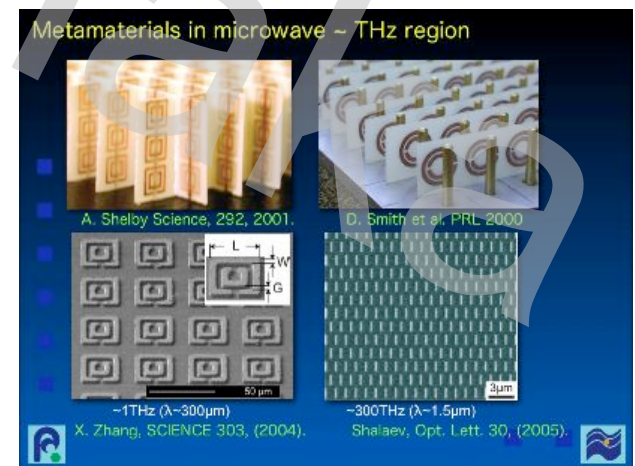 Metamaterials in microwave ~ THz region
A. Shelby Science, 292, 2001.
D. Smith et al. PRL 2000
L
W
G
50 µm
3µm
~1THz (λ~300µm)
~300THz (λ~1.5µm)
X. Zhang, SCIENCE 303, (2004).
Shalaev, Opt. Lett. 30, (2005).